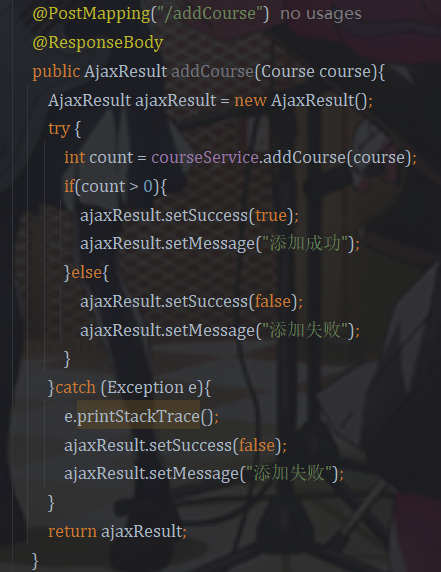 @PostMapping("/addCourse") no usages
@ResponseBody
public AjaxResult addCourse(Course course){
AjaxResult ajaxResult = new AjaxResult();
try {
int count = courseService.addCourse(course);
if(count > 0){
ajaxResult.setSuccess(true);
ajaxResult.setMessage("添加成功");
}else{
ajaxResult.setSuccess(false);
ajaxResult.setMessage("添加失败");
}
}catch (Exception e){
e.printStackTrace();
ajaxResult.setSuccess(false);
ajaxResult.setMessage("添加失败");
}
return ajaxResult;
}